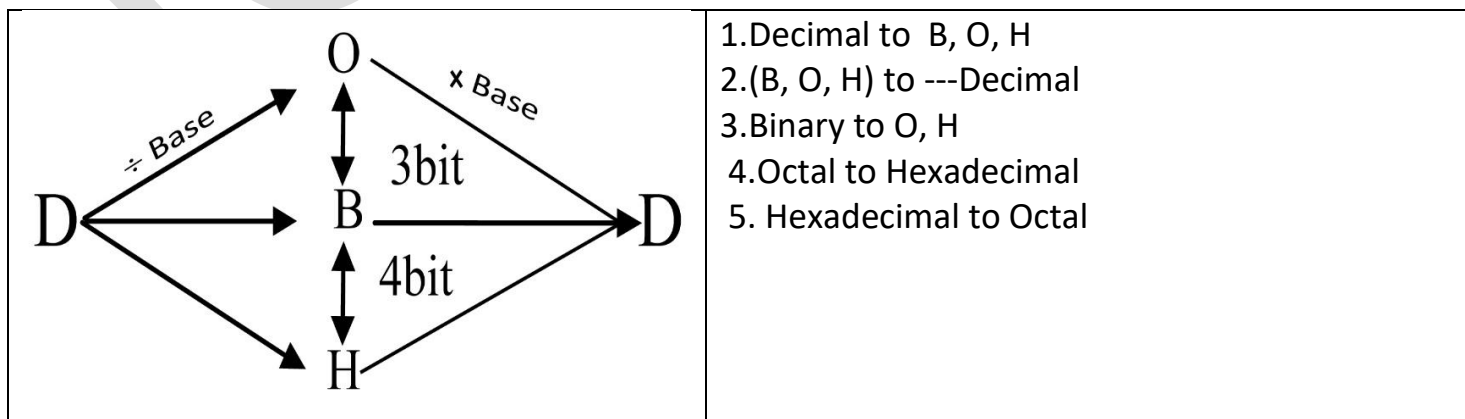 O
÷ Base
x Base
3bit
D
B
D
4bit
H
1.Decimal to B, O, H
2.(B, O, H) to ---Decimal
3.Binary to O, H
4.Octal to Hexadecimal
5. Hexadecimal to Octal